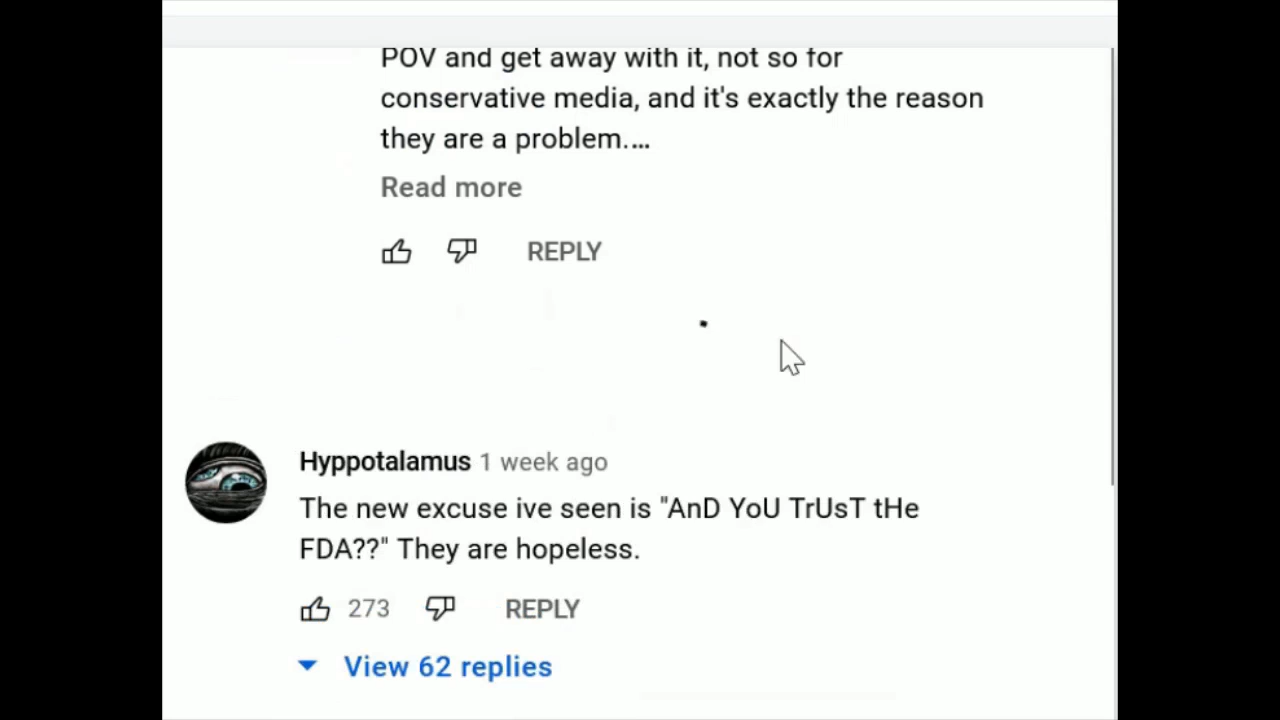 POV and get away with it, not so for
conservative media, and it's exactly the reason
they are a problem....
Read more
REPLY
Hyppotalamus 1 week ago
The new excuse ive seen is "AnD YoU TrUsT tHe
FDA??" They are hopeless.
273 REPLY
View 62 replies